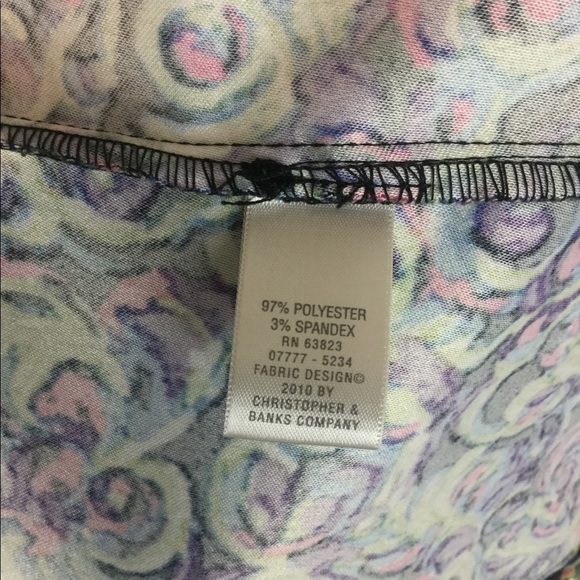 97% POLYESTER
3% SPANDEX
RN 63823
07777 - 5234
FABRIC DESIGN©
2010 BY
CHRISTOPHER &
BANKS COMPANY